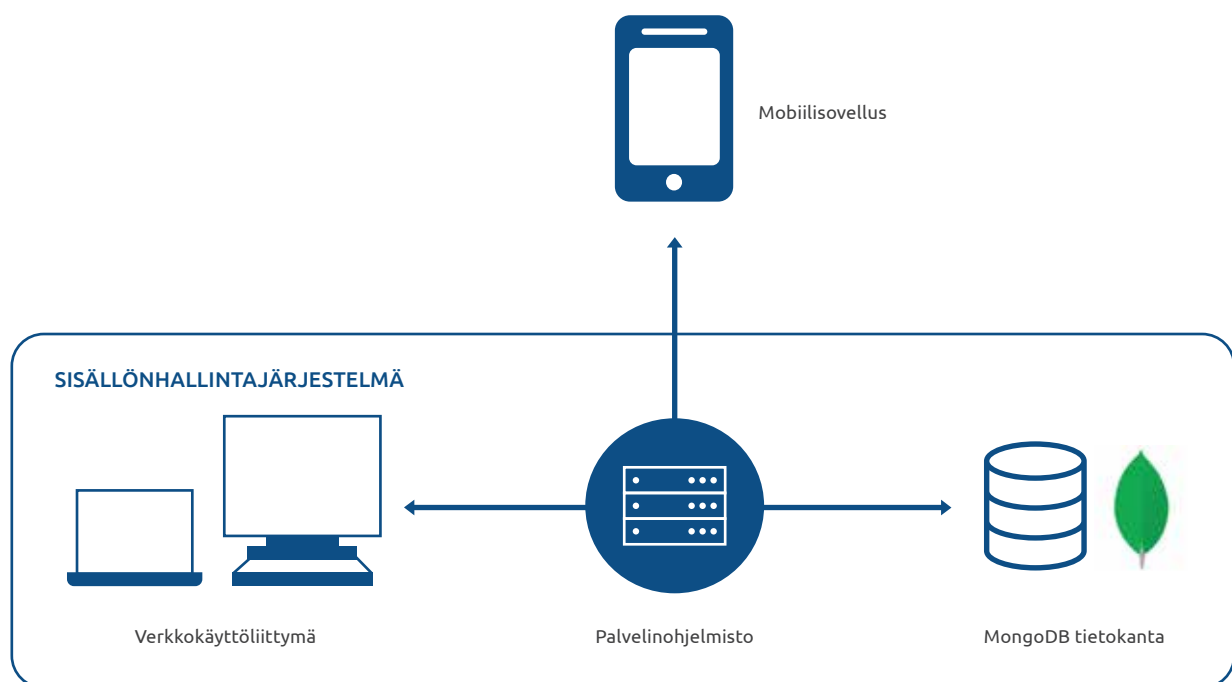 Mobiilisovellus
SISÄLLÖNHALLINTAJÄRJESTELMÄ
Verkkokäyttöliittymä
Palvelinohjelmisto
MongoDB tietokanta